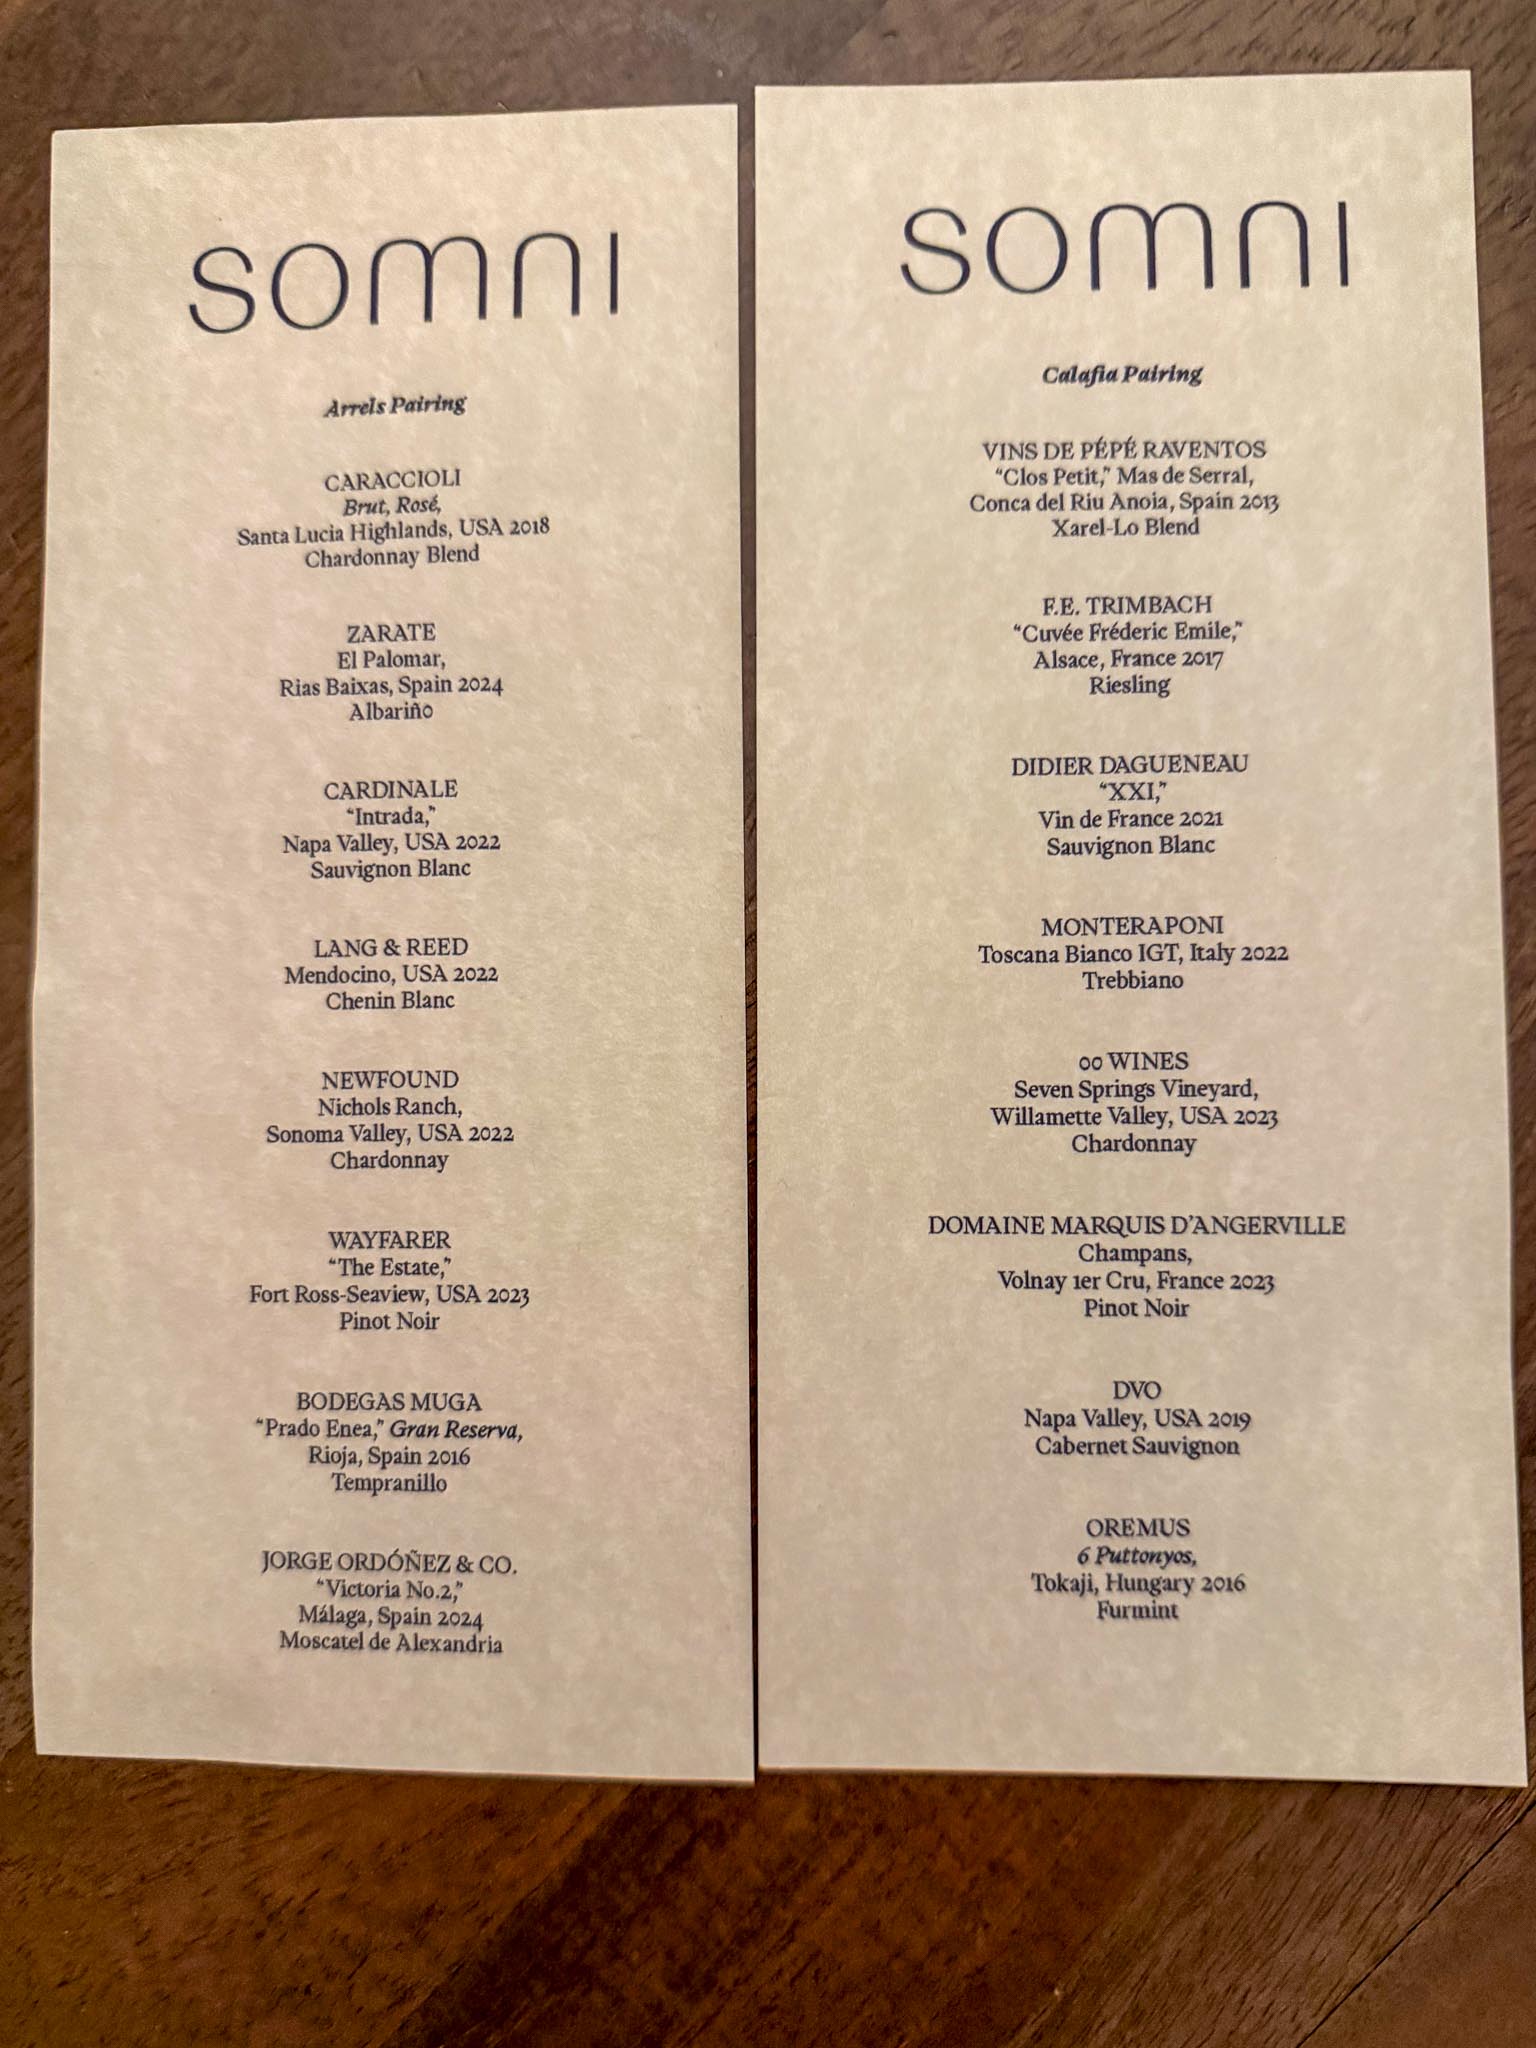 somni
Arrels Pairing
CARACCIOLI
Brut, Rosé,
Santa Lucia Highlands, USA 2018
Chardonnay Blend
ZARATE
El Palomar,
Rias Baixas, Spain 2024
Albariño
CARDINALE
“Intrada,”
Napa Valley, USA 2022
Sauvignon Blanc
LANG & REED
Mendocino, USA 2022
Chenin Blanc
NEWFOUND
Nichols Ranch,
Sonoma Valley, USA 2022
Chardonnay
WAYFARER
“The Estate,”
Fort Ross-Seaview, USA 2023
Pinot Noir
BODEGAS MUGA
“Prado Enea,” Gran Reserva,
Rioja, Spain 2016
Tempranillo
JORGE ORDÓÑEZ & CO.
“Victoria No.2,”
Málaga, Spain 2024
Moscatel de Alexandria
somni
Calafia Pairing
VINS DE PÉPÉ RAVENTOS
“Clos Petit,” Mas de Serral,
Conca del Riu Anoia, Spain 2013
Xarel-Lo Blend
F.E. TRIMBACH
“Cuvée Fréderic Emile,”
Alsace, France 2017
Riesling
DIDIER DAGUENEAU
“XXI,”
Vin de France 2021
Sauvignon Blanc
MONTERAPONI
Toscana Bianco IGT, Italy 2022
Trebbiano
00 WINES
Seven Springs Vineyard,
Willamette Valley, USA 2023
Chardonnay
DOMAINE MARQUIS D’ANGERVILLE
Champans,
Volnay 1er Cru, France 2023
Pinot Noir
DVO
Napa Valley, USA 2019
Cabernet Sauvignon
OREMUS
6 Puttonyos,
Tokaji, Hungary 2016
Furmint